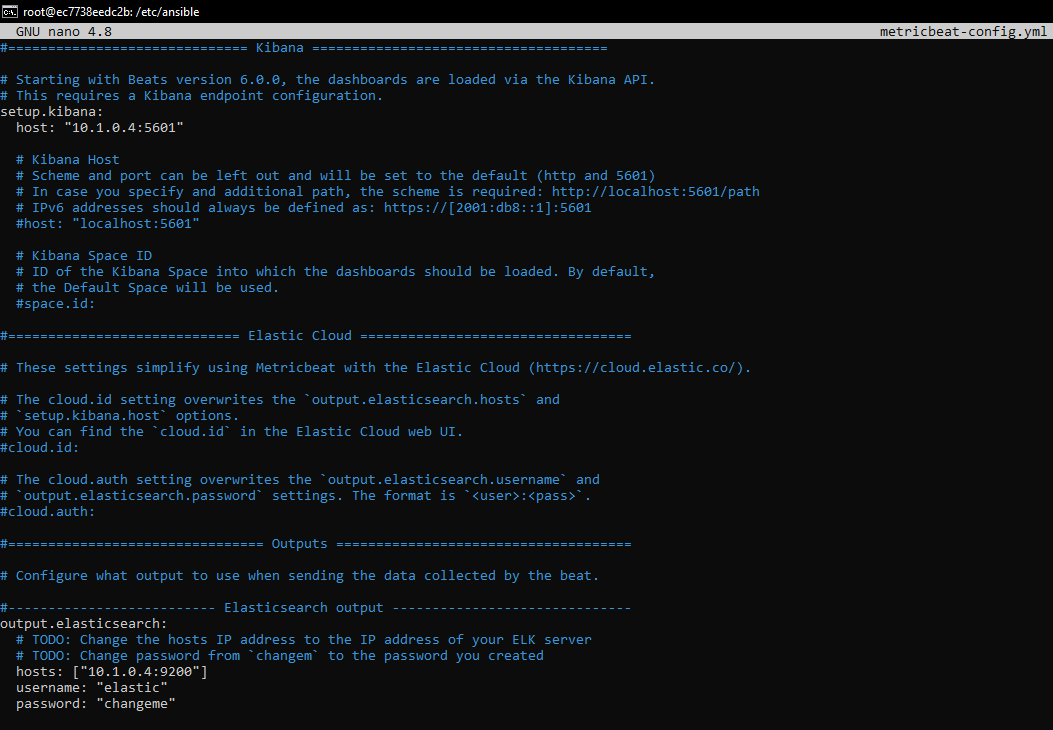 root@ec7738eedc2b: /etc/ansible
GNU nano 4.8 metricbeat-config.yml
#============================== Kibana =====================================
# Starting with Beats version 6.0.0, the dashboards are loaded via the Kibana API.
# This requires a Kibana endpoint configuration.
setup.kibana:
  host: "10.1.0.4:5601"
  # Kibana Host
  # Scheme and port can be left out and will be set to the default (http and 5601)
  # In case you specify and additional path, the scheme is required: http://localhost:5601/path
  # IPv6 addresses should always be defined as: https://[2001:db8::1]:5601
  #host: "localhost:5601"
  # Kibana Space ID
  # ID of the Kibana Space into which the dashboards should be loaded. By default,
  # the Default Space will be used.
  #space.id:
#============================= Elastic Cloud ==================================
# These settings simplify using Metricbeat with the Elastic Cloud (https://cloud.elastic.co/).
# The cloud.id setting overwrites the `output.elasticsearch.hosts` and
# `setup.kibana.host` options.
# You can find the `cloud.id` in the Elastic Cloud web UI.
#cloud.id:
# The cloud.auth setting overwrites the `output.elasticsearch.username` and
# `output.elasticsearch.password` settings. The format is `<user>:<pass>`.
#cloud.auth:
#================================ Outputs =====================================
# Configure what output to use when sending the data collected by the beat.
#-------------------------- Elasticsearch output ------------------------------
output.elasticsearch:
  # TODO: Change the hosts IP address to the IP address of your ELK server
  # TODO: Change password from `changem` to the password you created
  hosts: ["10.1.0.4:9200"]
  username: "elastic"
  password: "changeme"